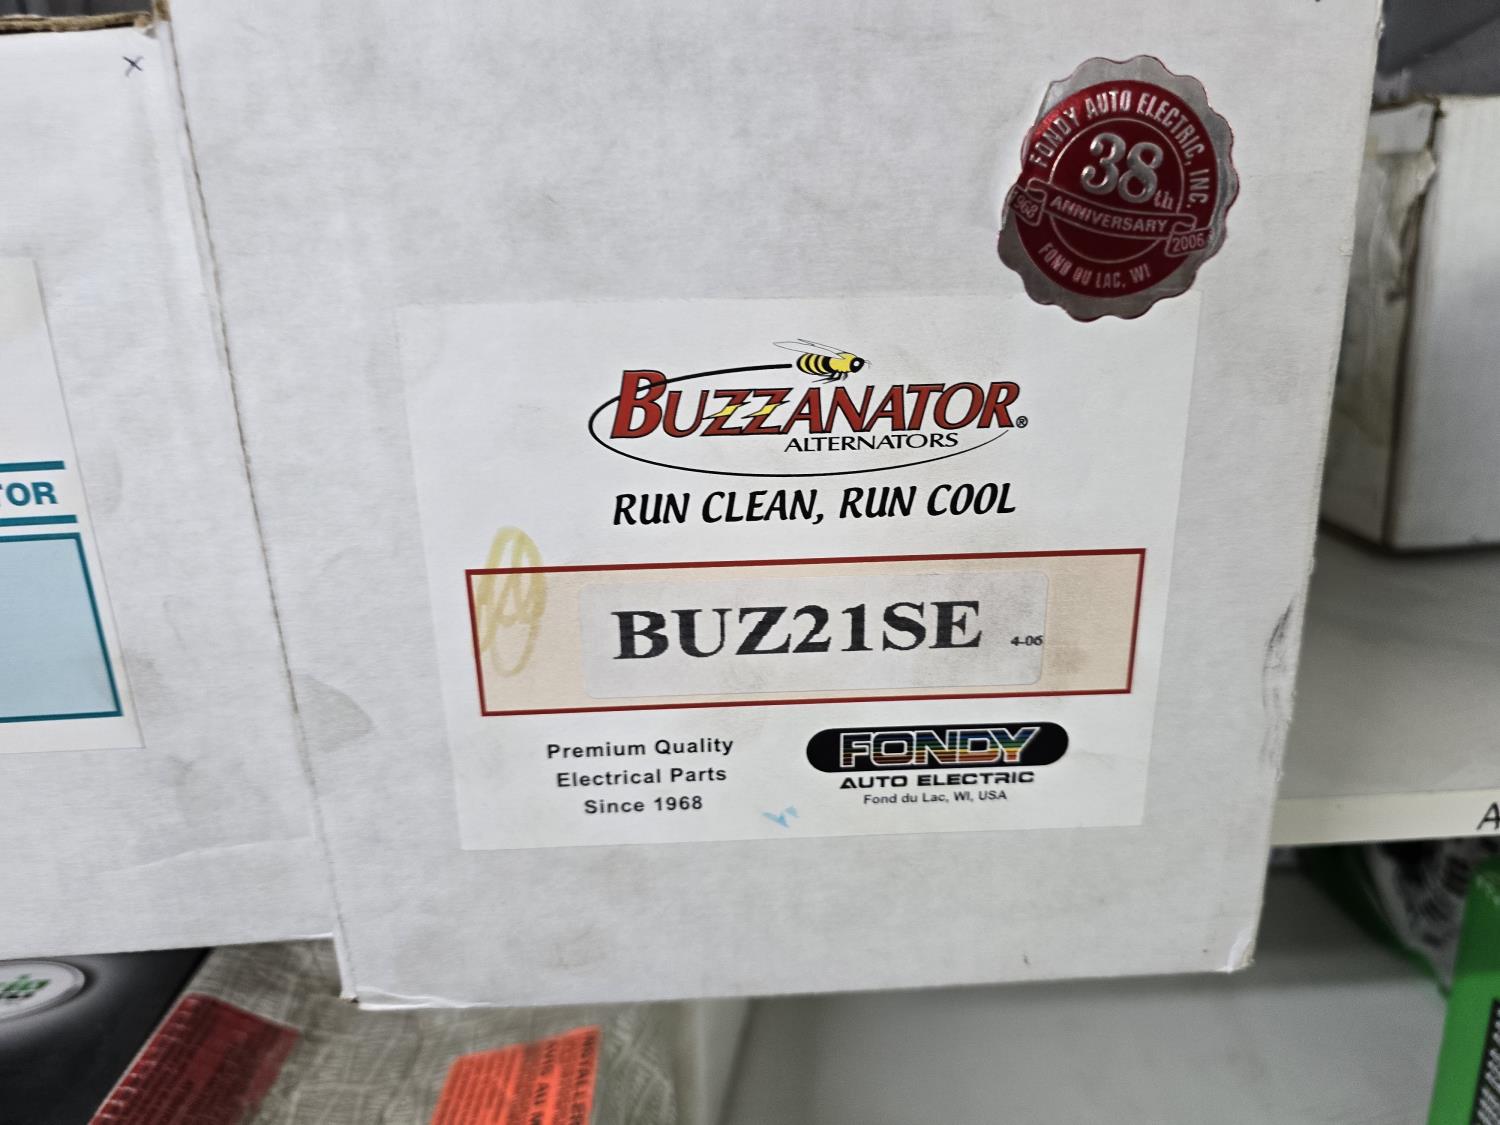 x
FONDY AUTO ELECTRIC, INC.
38th
ANNIVERSARY
1968
2006
FOND DU LAC, WI
BUZZANATOR®
ALTERNATORS
RUN CLEAN, RUN COOL
BUZ21SE 4-06
Premium Quality
Electrical Parts
Since 1968
FONDY
AUTO ELECTRIC
Fond du Lac, WI, USA
TOR
A